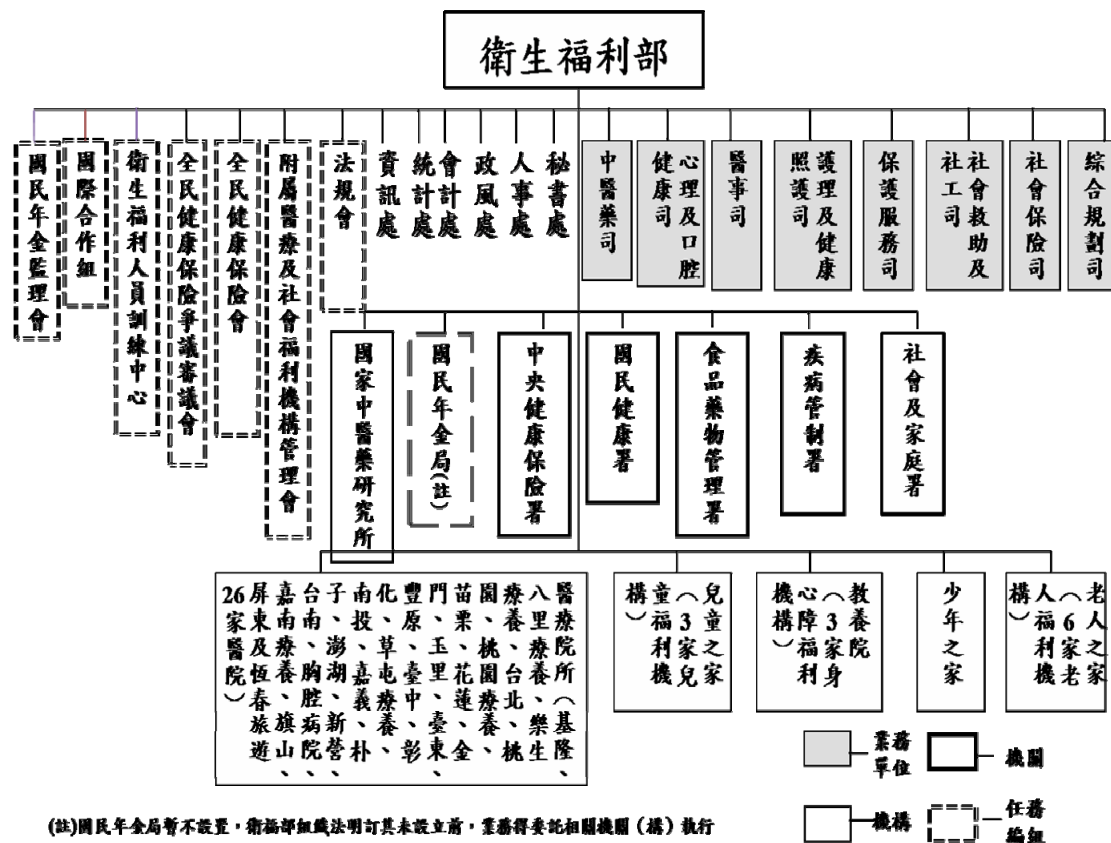 衛生福利部
國民年金監理會
國際合作組
衛生福利人員訓練中心
全民健康保險爭議審議會
全民健康保險會
附屬醫療及社會福利機構管理會
法規會
資訊處
統計處
會計處
政風處
人事處
秘書處
中醫藥司
心理及口腔
健康司
醫事司
護理及健康
照護司
保護服務司
社會救助及
社工司
社會保險司
綜合規劃司
國家中醫藥研究所
國民年金局(註)
中央健康保險署
國民健康署
食品藥物管理署
疾病管制署
社會及家庭署
醫療院所(基隆、
八里療養、樂生
療養、台北、桃
園、桃園療養、
苗栗、花蓮、金
門、玉里、臺東、
豐原、臺中、彰
化、草屯療養、
南投、嘉義、朴
子、澎湖、新營、
台南、胸腔病院、
嘉南療養、旗山、
屏東及恆春旅遊
26家醫院)
兒童之家
(3家兒
童福利機
構)
教養院
(3家身
心障福利
機構)
少年之家
老人之家
(6家老
人福利機
構)
業務
單位
機關
機構
任務
編組
(註)國民年金局暫不設置，衛福部組織法明訂其未設立前，業務得委託相關機關(構)執行